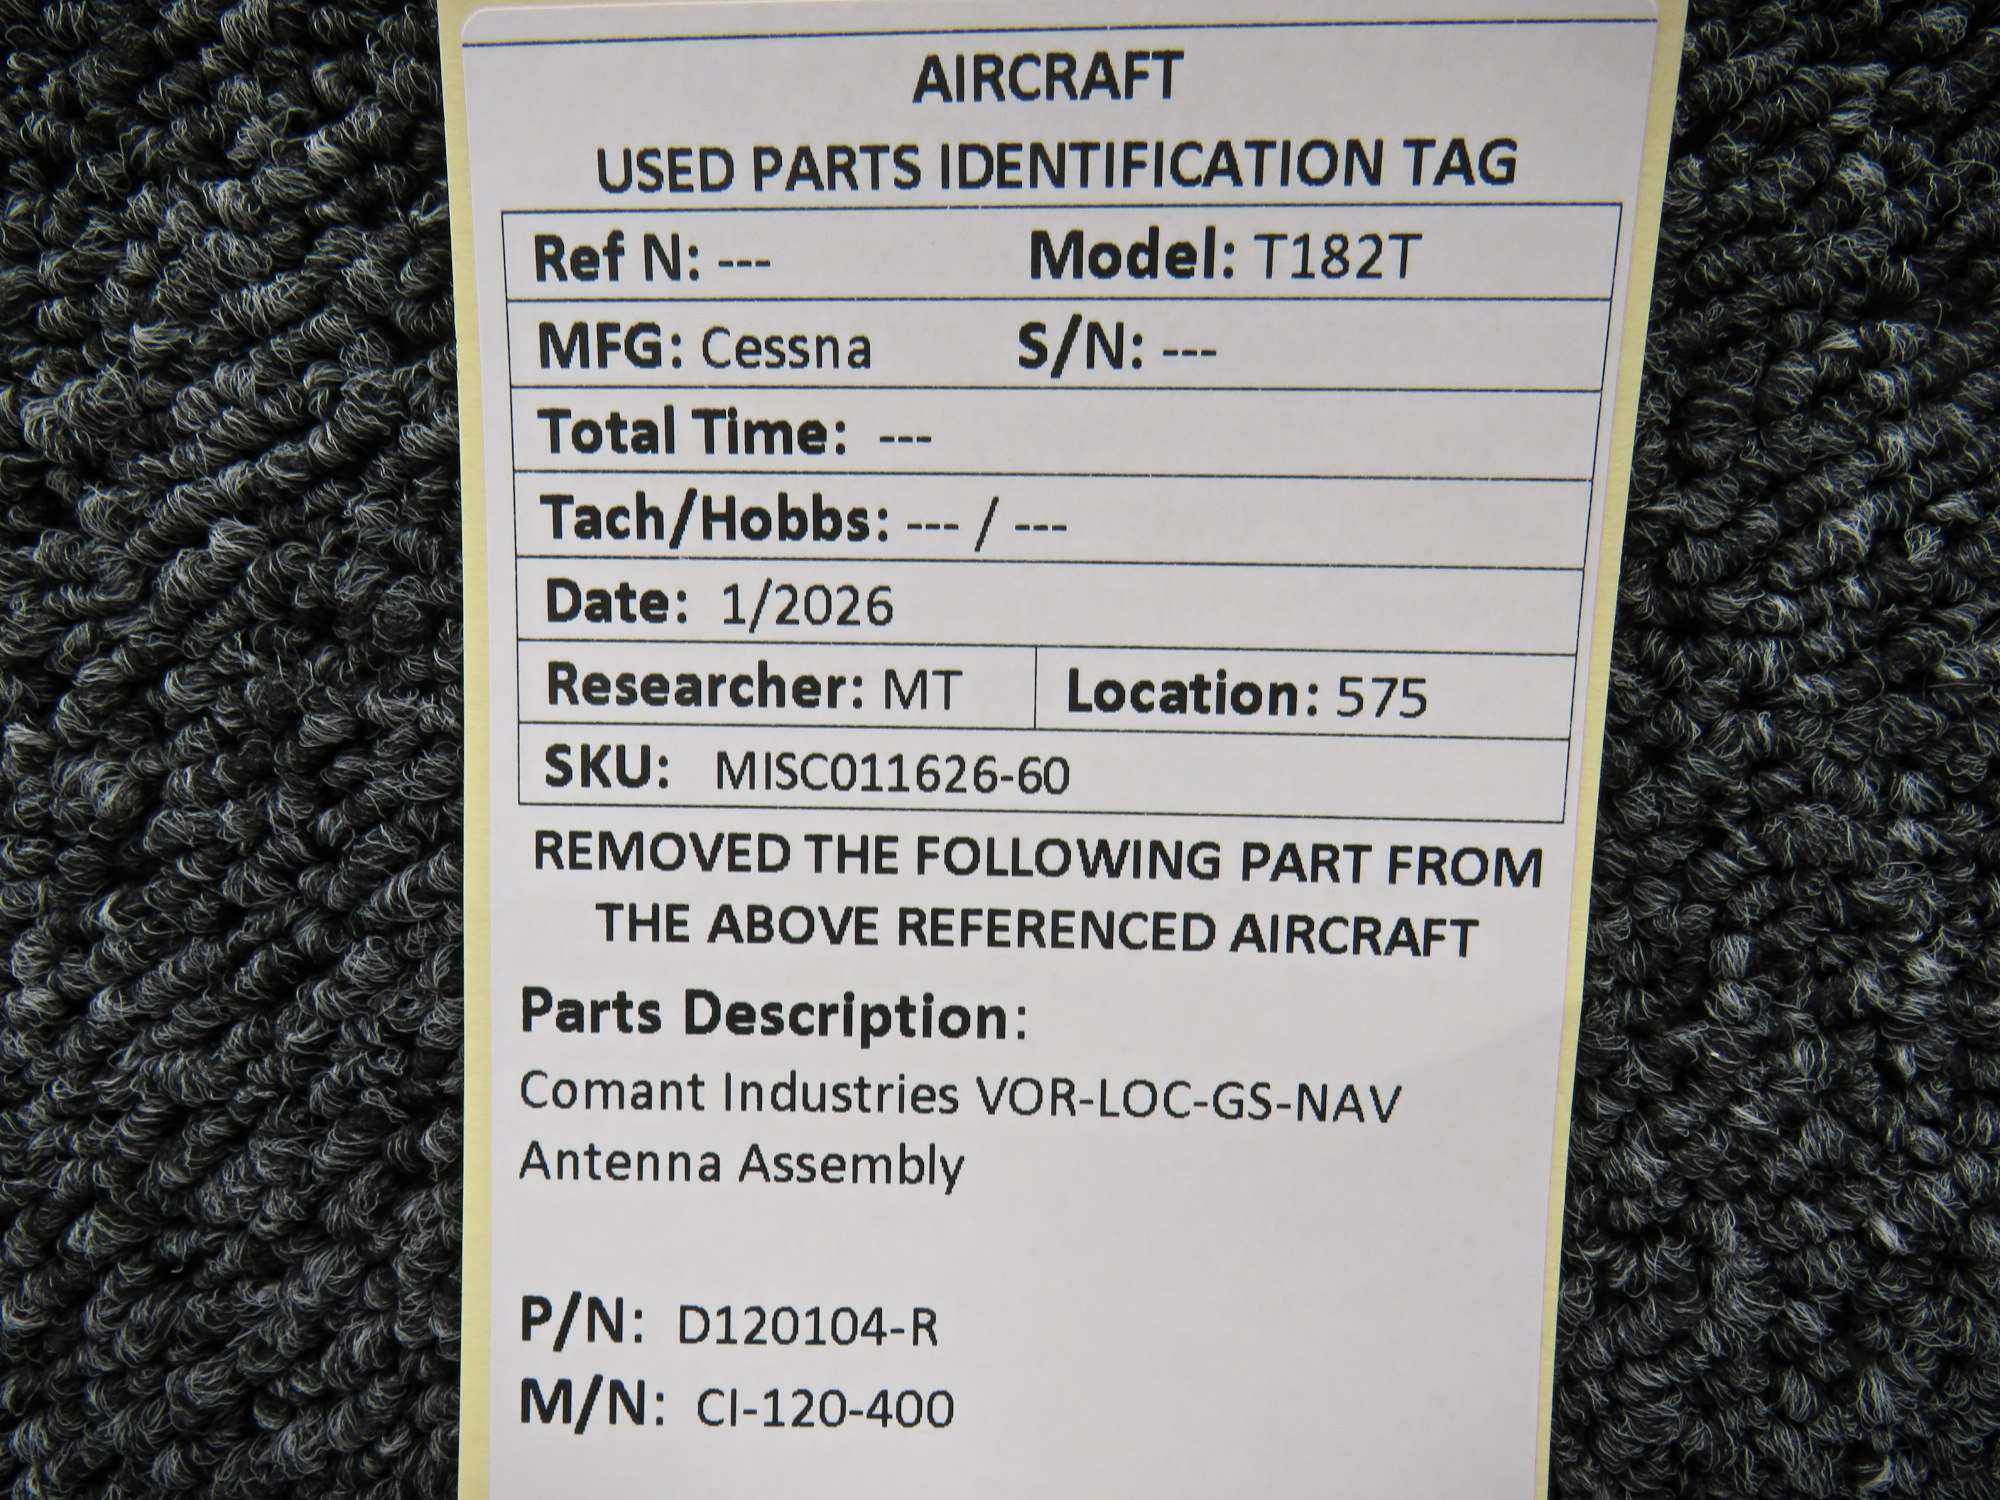 AIRCRAFT
USED PARTS IDENTIFICATION TAG
Ref N: --- Model: T182T
MFG: Cessna S/N: ---
Total Time: ---
Tach/Hobbs: --- / ---
Date: 1/2026
Researcher: MT Location: 575
SKU: MISC011626-60
REMOVED THE FOLLOWING PART FROM
THE ABOVE REFERENCED AIRCRAFT
Parts Description:
Comant Industries VOR-LOC-GS-NAV
Antenna Assembly
P/N: D120104-R
M/N: CI-120-400